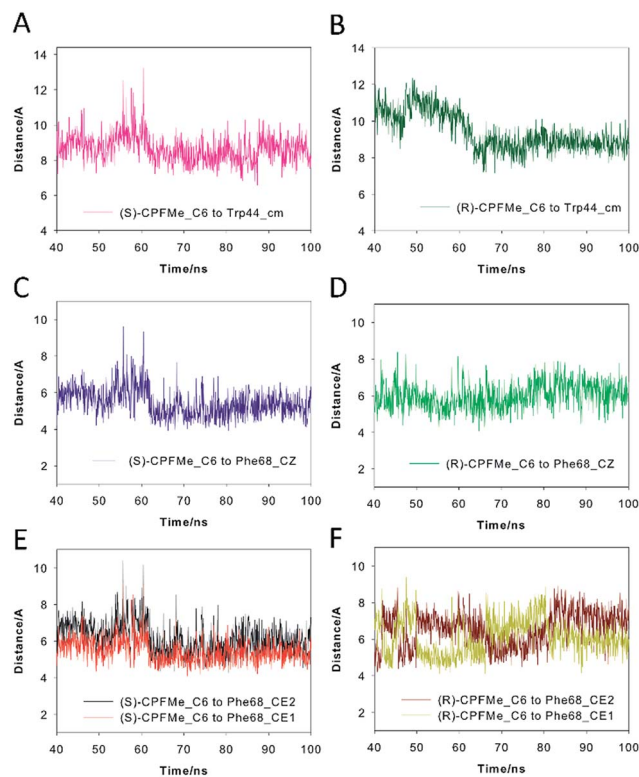 A
B
14
12
10
8
6
4
Distance/A
(S)-CPFMe_C6 to Trp44_cm
40 50 60 70 80 90 100
Time/ns
14
12
10
8
6
4
Distance/A
(R)-CPFMe_C6 to Trp44_cm
40 50 60 70 80 90 100
Time/ns
C
D
10
8
6
4
2
Distance/A
(S)-CPFMe_C6 to Phe68_CZ
40 50 60 70 80 90 100
Time/ns
10
8
6
4
2
Distance/A
(R)-CPFMe_C6 to Phe68_CZ
40 50 60 70 80 90 100
Time/ns
E
F
10
8
6
4
2
Distance/A
(S)-CPFMe_C6 to Phe68_CE2
(S)-CPFMe_C6 to Phe68_CE1
40 50 60 70 80 90 100
Time/ns
10
8
6
4
2
Distance/A
(R)-CPFMe_C6 to Phe68_CE2
(R)-CPFMe_C6 to Phe68_CE1
40 50 60 70 80 90 100
Time/ns